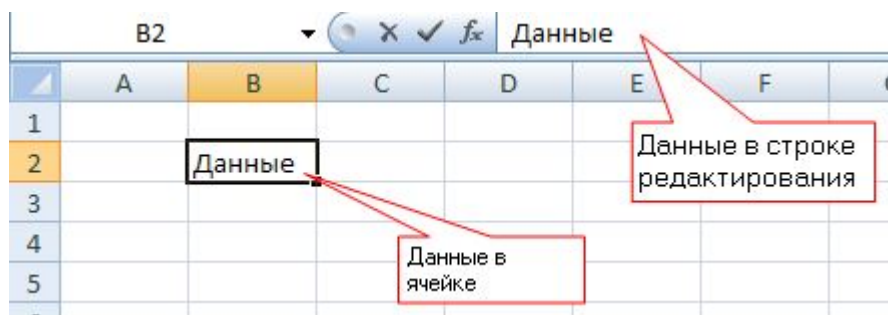 B2 fx Данные
A B C D E F
1
2 Данные
3
4
5
Данные в строке
редактирования
Данные в
ячейке